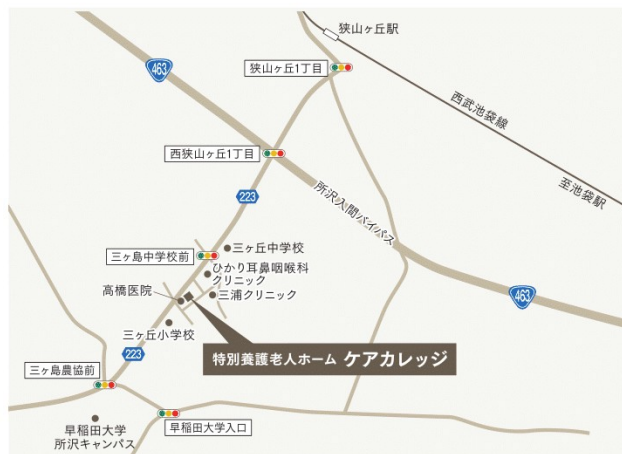 狭山ヶ丘駅
463
狭山ヶ丘1丁目
西武池袋線
西狭山ヶ丘1丁目
至池袋駅
223
所沢入間バイパス
三ヶ島中学校前
三ヶ丘中学校
ひかり耳鼻咽喉科
クリニック
高橋医院
三浦クリニック
463
三ヶ丘小学校
223
特別養護老人ホーム ケアカレッジ
三ヶ島農協前
早稲田大学
所沢キャンパス
早稲田大学入口